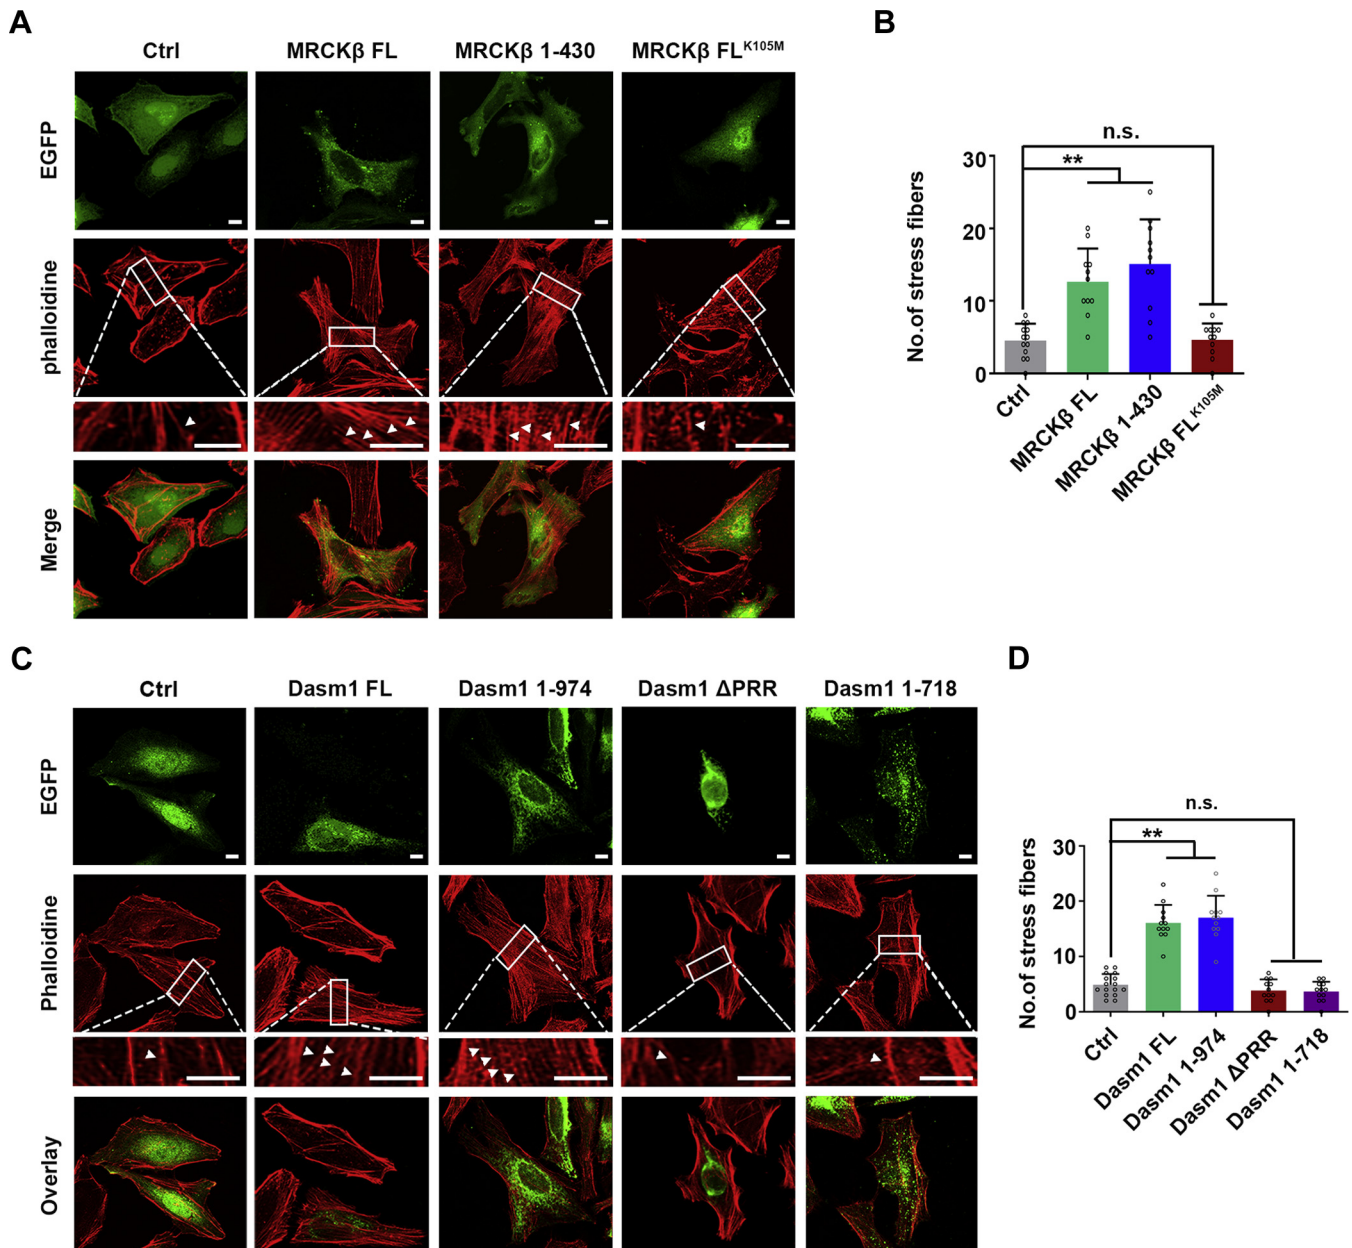 A
Ctrl
MRCKβ FL
MRCKβ 1-430
MRCKβ FL^K105M
EGFP
phalloidine
Merge
B
n.s.
**
No.of stress fibers
30
20
10
0
Ctrl
MRCKβ FL
MRCKβ 1-430
MRCKβ FL^K105M
C
Ctrl
Dasm1 FL
Dasm1 1-974
Dasm1 ΔPRR
Dasm1 1-718
EGFP
Phalloidine
Overlay
D
n.s.
**
No.of stress fibers
30
20
10
0
Ctrl
Dasm1 FL
Dasm1 1-974
Dasm1 ΔPRR
Dasm1 1-718